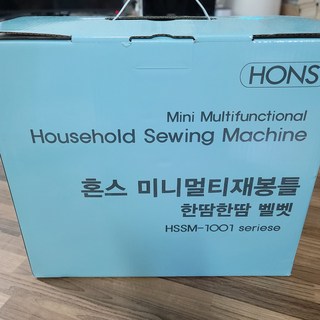 HONS
Mini Multifunctional
Household Sewing Machine
혼스 미니멀티재봉틀
한땀한땀 벨벳
HSSM-1001 seriese